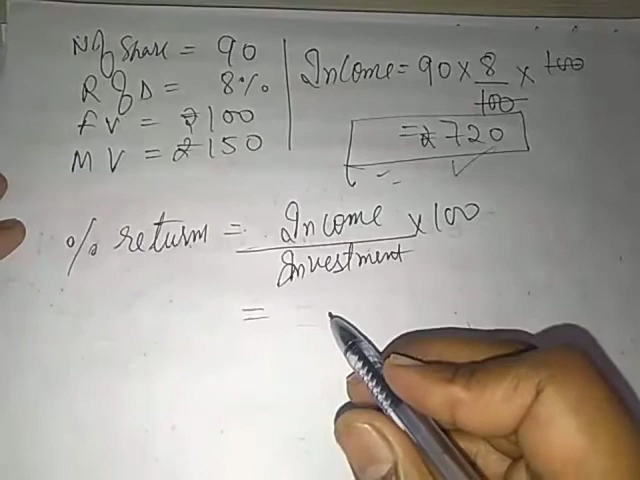 No of Share = 90
R of D = 8%
FV = ₹100
MV = ₹150
Income = 90 × 8/100 × 100
= ₹720
% return = Income/Investment × 100
=